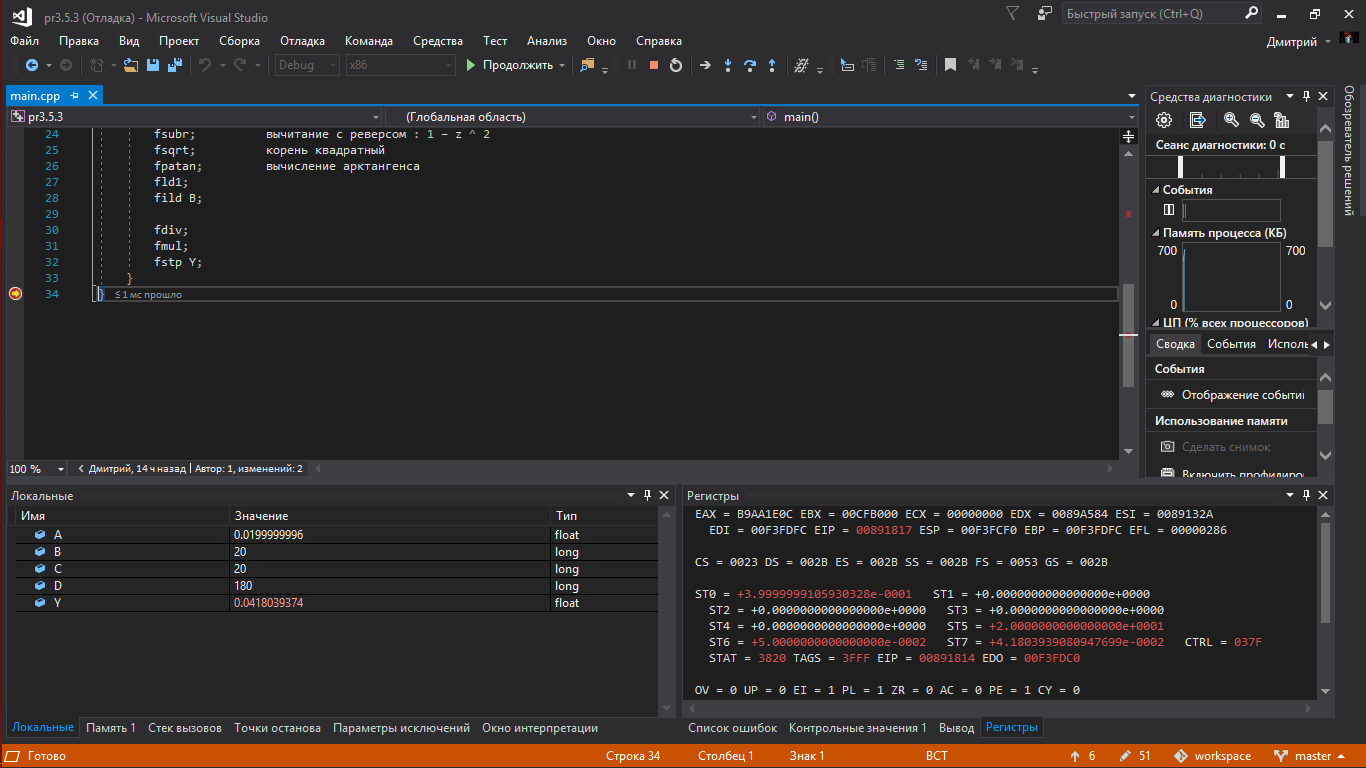 pr3.5.3 (Отладка) - Microsoft Visual Studio
Быстрый запуск (Ctrl+Q)
Файл Правка Вид Проект Сборка Отладка Команда Средства Тест Анализ Окно Справка
Дмитрий
Debug x86 Продолжить
main.cpp
pr3.5.3 (Глобальная область) main()
24 fsubr; вычитание с реверсом : 1 - z ^ 2
25 fsqrt; корень квадратный
26 fpatan; вычисление арктангенса
27 fld1;
28 fild B;
29
30 fdiv;
31 fmul;
32 fstp Y;
33 }
34 } ≤1 мс прошло
100 % Дмитрий, 14 ч назад | Автор: 1, изменений: 2
Средства диагностики
Сеанс диагностики: 0 с
События
Память процесса (КБ)
700 700
0 0
ЦП (% всех процессоров)
Сводка События Исполь
События
Отображение событи
Использование памяти
Сделать снимок
Включить профилиро
Обозреватель решений
Локальные
Имя Значение Тип
A 0.0199999996 float
B 20 long
C 20 long
D 180 long
Y 0.0418039374 float
Локальные Память 1 Стек вызовов Точки останова Параметры исключений Окно интерпретации
Регистры
EAX = B9AA1E0C EBX = 00CFB000 ECX = 00000000 EDX = 0089A584 ESI = 0089132A
EDI = 00F3FDFC EIP = 00891817 ESP = 00F3FCF0 EBP = 00F3FDFC EFL = 00000286
CS = 0023 DS = 002B ES = 002B SS = 002B FS = 0053 GS = 002B
ST0 = +3.9999999105930328e-0001 ST1 = +0.0000000000000000e+0000
ST2 = +0.0000000000000000e+0000 ST3 = +0.0000000000000000e+0000
ST4 = +0.0000000000000000e+0000 ST5 = +2.0000000000000000e+0001
ST6 = +5.0000000000000000e-0002 ST7 = +4.1803939080947699e-0002 CTRL = 037F
STAT = 3820 TAGS = 3FFF EIP = 00891814 EDO = 00F3FDC0
OV = 0 UP = 0 EI = 1 PL = 1 ZR = 0 AC = 0 PE = 1 CY = 0
Список ошибок Контрольные значения 1 Вывод Регистры
Готово Строка 34 Столбец 1 Знак 1 ВСТ 6 51 workspace master